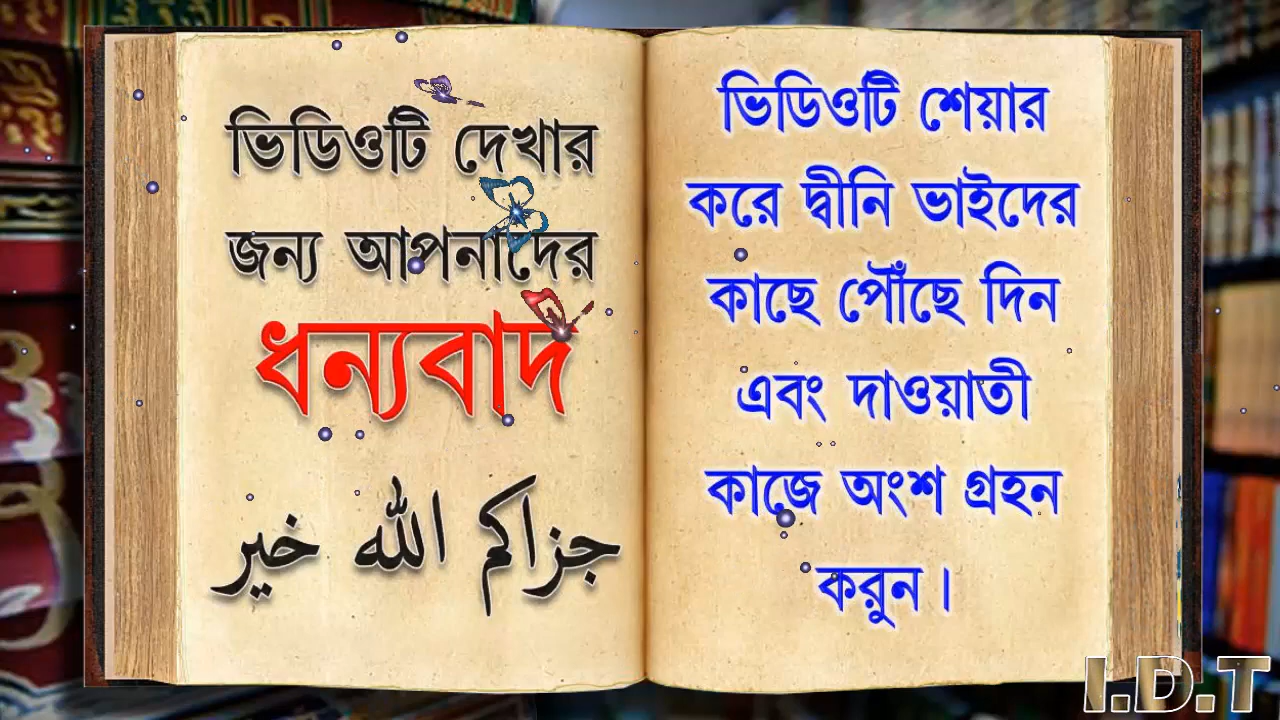 ভিডিওটি দেখার
জন্য আপনাদের
ধন্যবাদ
جزاكم الله خير
ভিডিওটি শেয়ার
করে দ্বীনি ভাইদের
কাছে পৌঁছে দিন
এবং দাওয়াতী
কাজে অংশ গ্রহন
করুন।
I.D.T